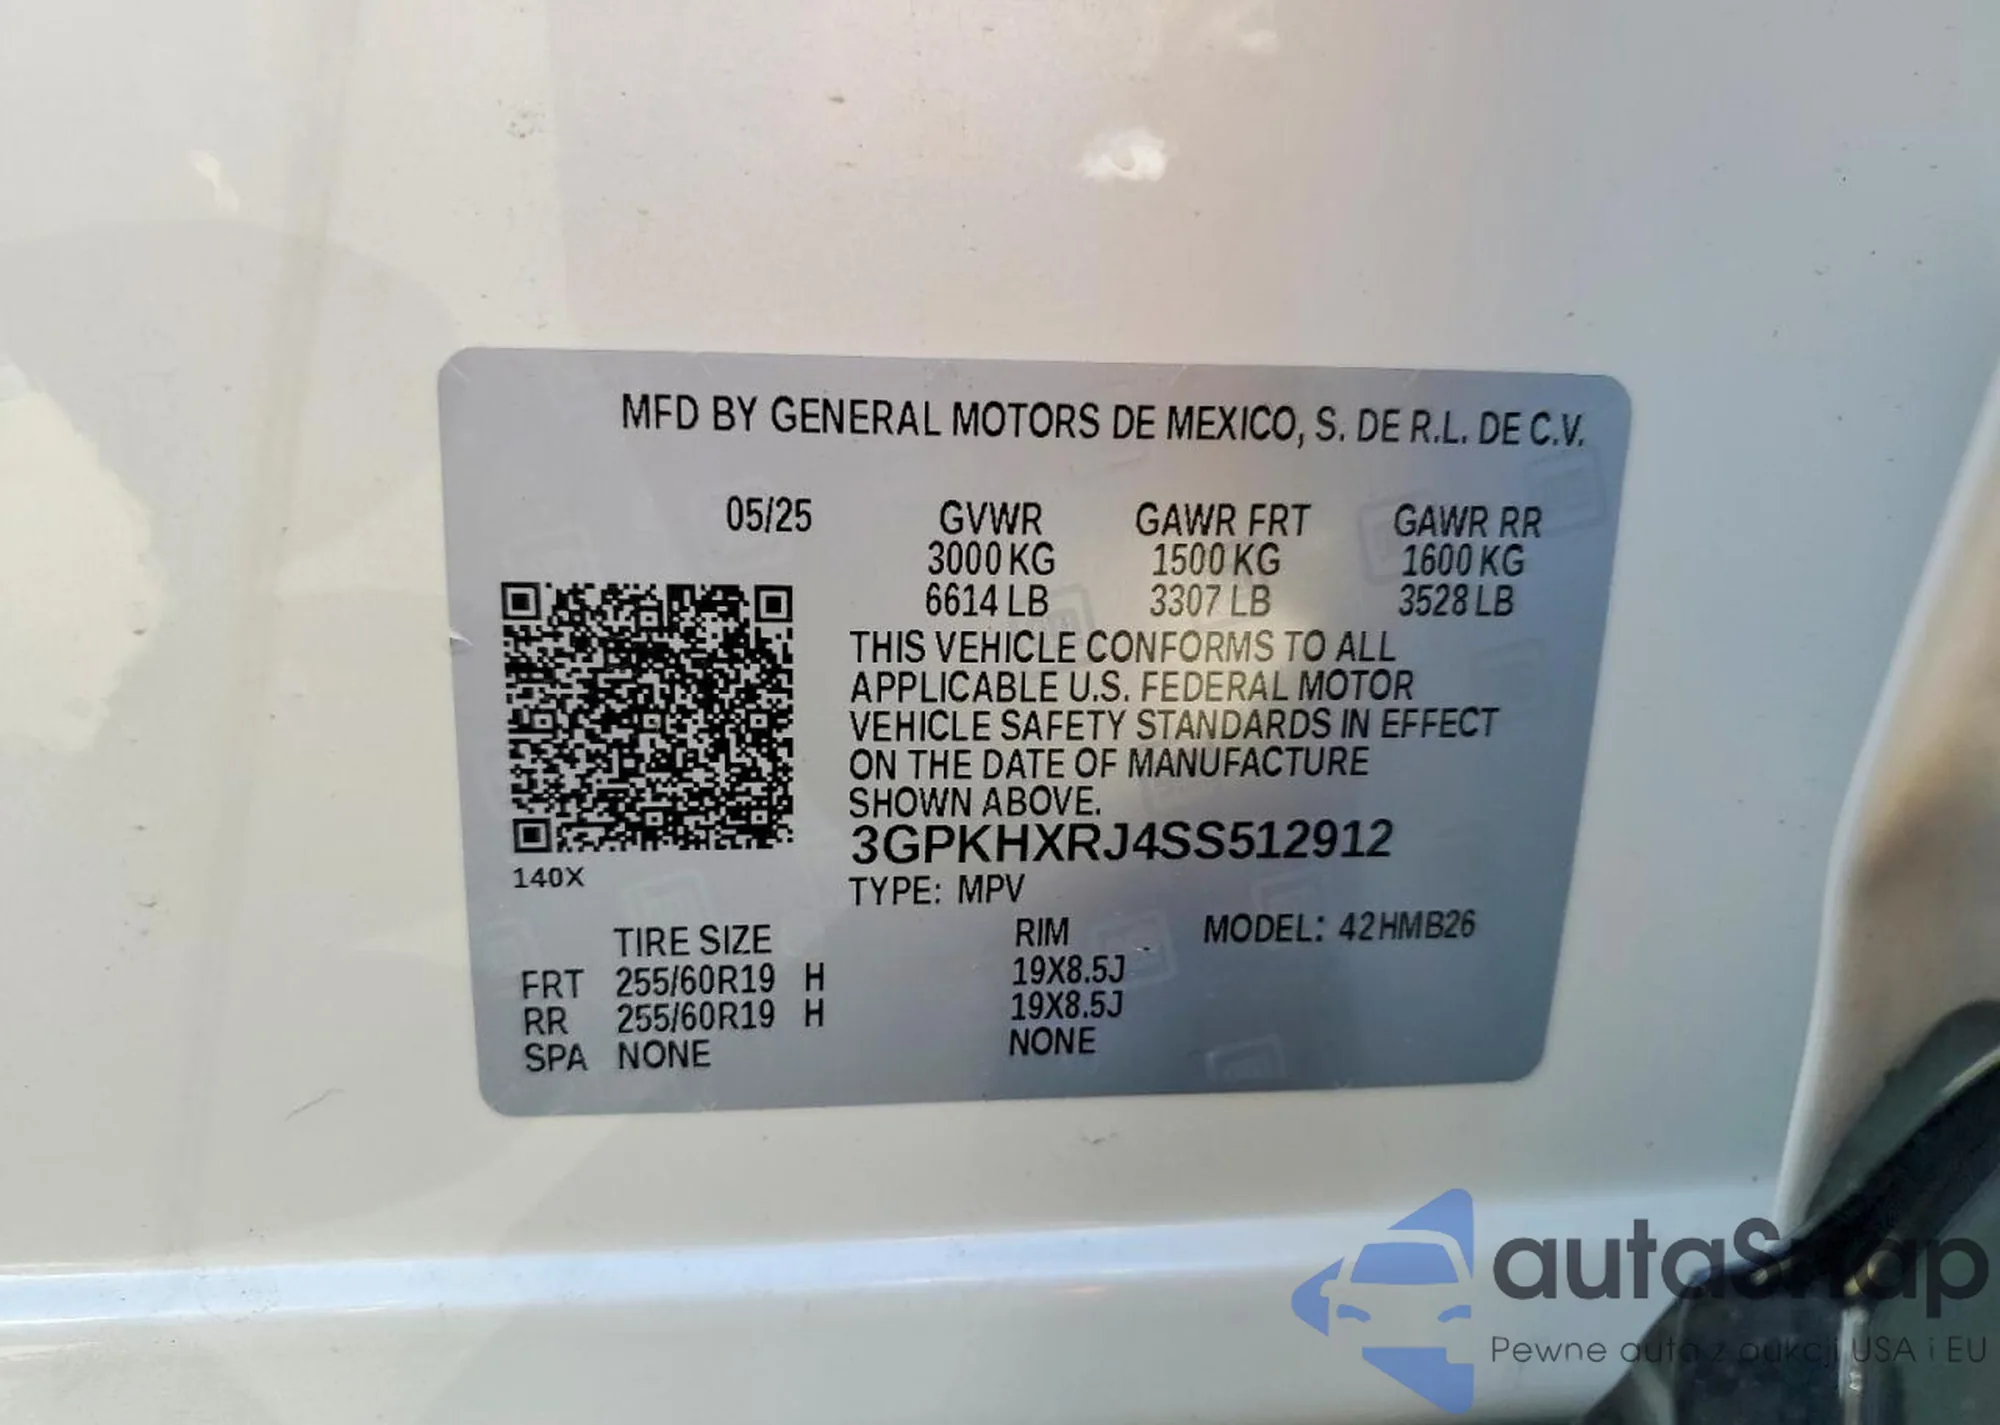 MFD BY GENERAL MOTORS DE MEXICO, S. DE R.L. DE C.V.
05/25 GVWR GAWR FRT GAWR RR
3000 KG 1500 KG 1600 KG
6614 LB 3307 LB 3528 LB
THIS VEHICLE CONFORMS TO ALL
APPLICABLE U.S. FEDERAL MOTOR
VEHICLE SAFETY STANDARDS IN EFFECT
ON THE DATE OF MANUFACTURE
SHOWN ABOVE.
3GPKHXRJ4SS512912
140X
TYPE: MPV
TIRE SIZE RIM MODEL: 42HMB26
FRT 255/60R19 H 19X8.5J
RR 255/60R19 H 19X8.5J
SPA NONE NONE
autaSnap
Pewne auta z aukcji USA i EU